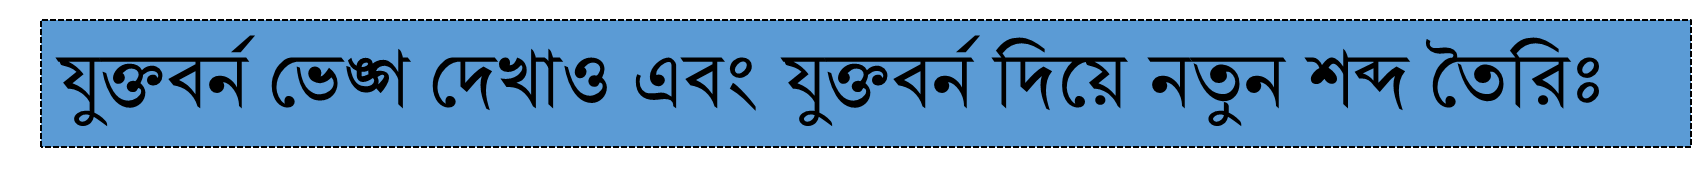 যুক্তবর্ন ভেঙ্গে দেখাও এবং যুক্তবর্ন দিয়ে নতুন শব্দ তৈরিঃ